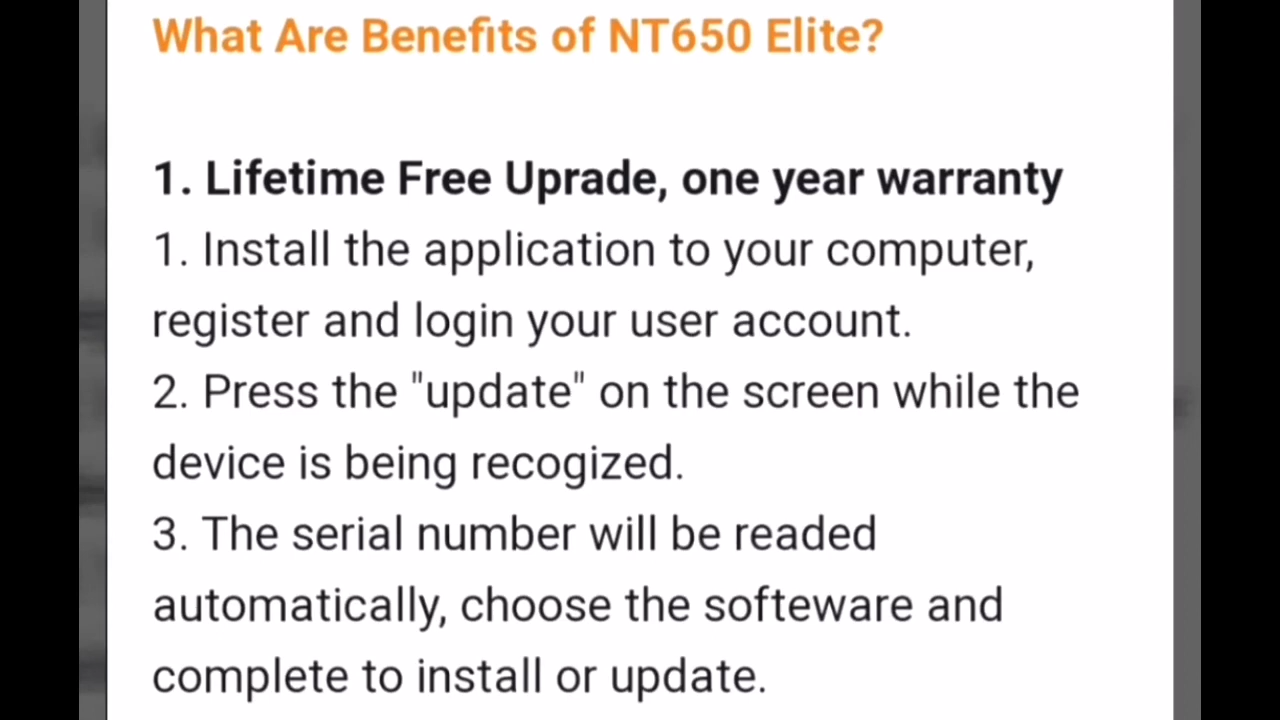 What Are Benefits of NT650 Elite?
1. Lifetime Free Uprade, one year warranty
1. Install the application to your computer,
register and login your user account.
2. Press the "update" on the screen while the
device is being recogized.
3. The serial number will be readed
automatically, choose the softeware and
complete to install or update.